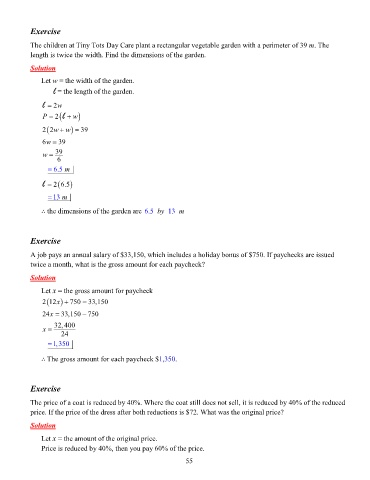 Exercise
The children at Tiny Tots Day Care plant a rectangular vegetable garden with a perimeter of 39 m. The
length is twice the width. Find the dimensions of the garden.
Solution
Let w = the width of the garden.
ℓ = the length of the garden.
ℓ = 2w
P = 2(ℓ + w)
2(2w + w) = 39
6w = 39
w = 39/6
= 6.5 m
ℓ = 2(6.5)
= 13 m
∴ the dimensions of the garden are 6.5 by 13 m
Exercise
A job pays an annual salary of $33,150, which includes a holiday bonus of $750. If paychecks are issued
twice a month, what is the gross amount for each paycheck?
Solution
Let x = the gross amount for paycheck
2(12x) + 750 = 33,150
24x = 33,150 − 750
x = 32,400/24
= 1,350
∴ The gross amount for each paycheck $1,350.
Exercise
The price of a coat is reduced by 40%. Where the coat still does not sell, it is reduced by 40% of the reduced
price. If the price of the dress after both reductions is $72. What was the original price?
Solution
Let x = the amount of the original price.
Price is reduced by 40%, then you pay 60% of the price.
55